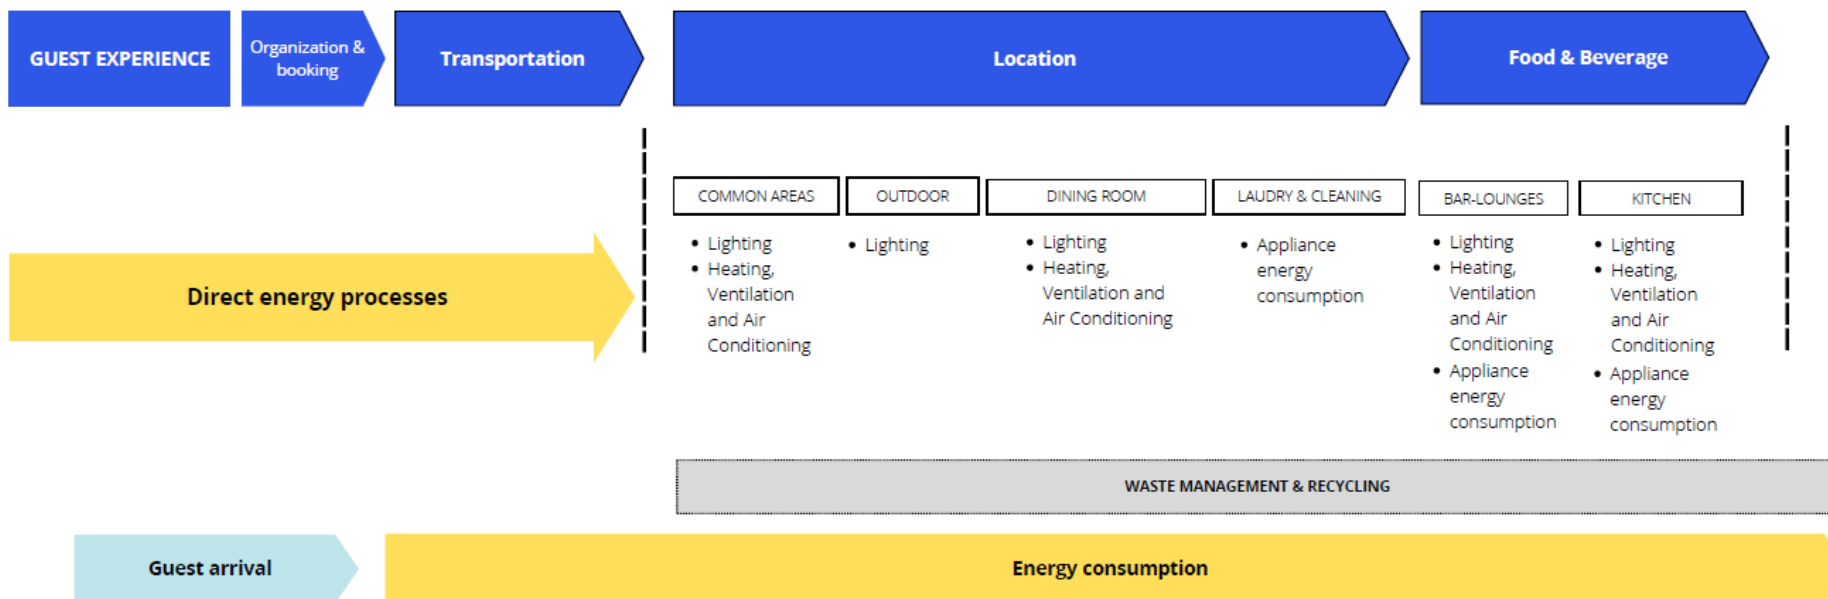 GUEST EXPERIENCE
Organization &
booking
Transportation
Location
Food & Beverage
COMMON AREAS
OUTDOOR
DINING ROOM
LAUDRY & CLEANING
BAR-LOUNGES
KITCHEN
Direct energy processes
• Lighting
• Heating,
Ventilation
and Air
Conditioning
• Lighting
• Lighting
• Heating,
Ventilation and
Air Conditioning
• Appliance
energy
consumption
• Lighting
• Heating,
Ventilation
and Air
Conditioning
• Appliance
energy
consumption
• Lighting
• Heating,
Ventilation
and Air
Conditioning
• Appliance
energy
consumption
WASTE MANAGEMENT & RECYCLING
Guest arrival
Energy consumption